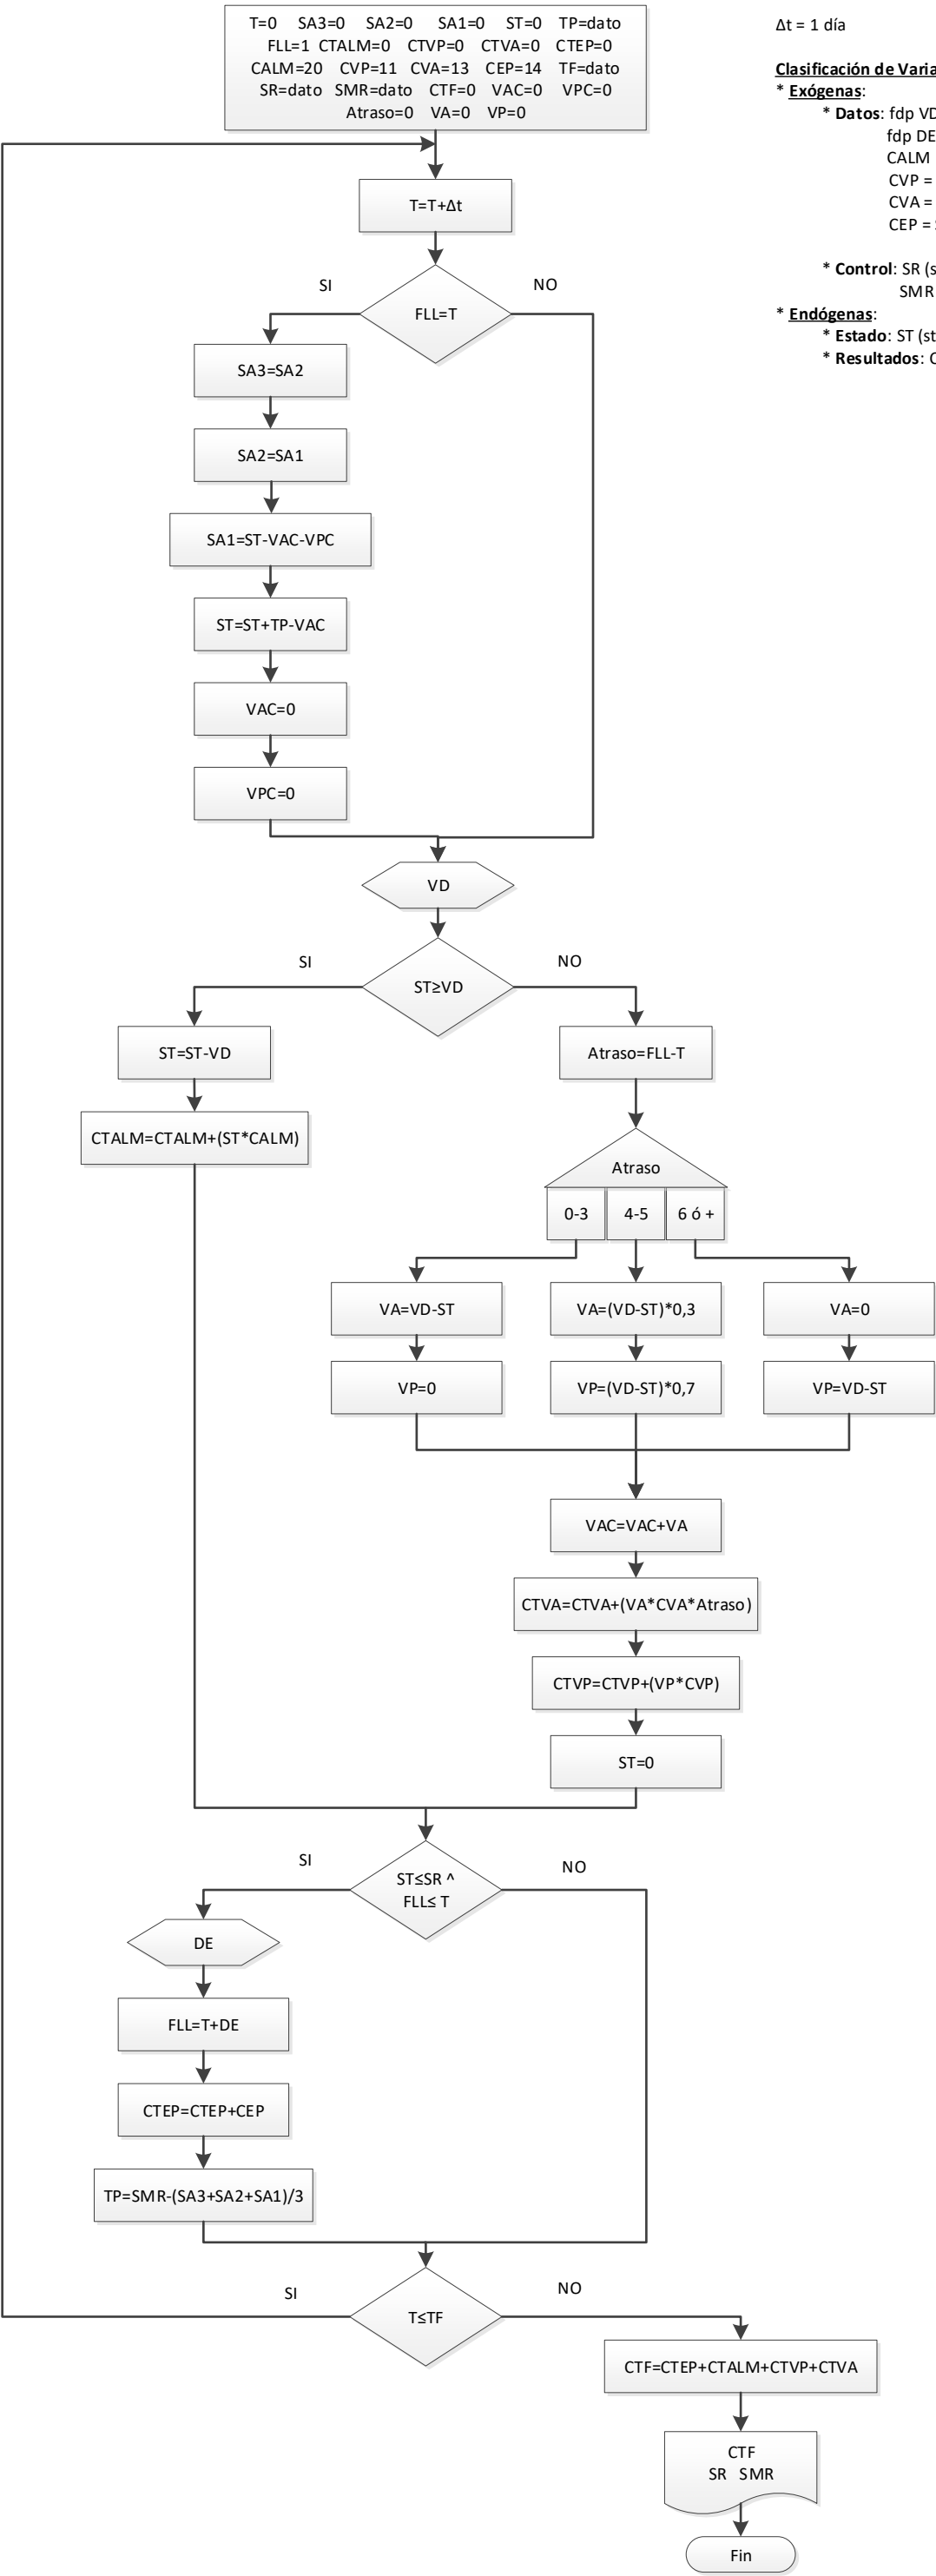 T=0 SA3=0 SA2=0 SA1=0 ST=0 TP=dato
FLL=1 CTALM=0 CTVP=0 CTVA=0 CTEP=0
CALM=20 CVP=11 CVA=13 CEP=14 TF=dato
SR=dato SMR=dato CTF=0 VAC=0 VPC=0
Atraso=0 VA=0 VP=0
Δt = 1 día
Clasificación de Varia
* Exógenas:
* Datos: fdp VD
fdp DE
CALM
CVP =
CVA =
CEP =
* Control: SR (s
SMR
* Endógenas:
* Estado: ST (st
* Resultados: C
T=T+Δt
SI
NO
FLL=T
SA3=SA2
SA2=SA1
SA1=ST-VAC-VPC
ST=ST+TP-VAC
VAC=0
VPC=0
VD
SI
NO
ST≥VD
ST=ST-VD
Atraso=FLL-T
CTALM=CTALM+(ST*CALM)
Atraso
0-3 4-5 6 ó +
VA=VD-ST
VA=(VD-ST)*0,3
VA=0
VP=0
VP=(VD-ST)*0,7
VP=VD-ST
VAC=VAC+VA
CTVA=CTVA+(VA*CVA*Atraso)
CTVP=CTVP+(VP*CVP)
ST=0
SI
NO
ST≤SR ^
FLL≤ T
DE
FLL=T+DE
CTEP=CTEP+CEP
TP=SMR-(SA3+SA2+SA1)/3
SI
NO
T≤TF
CTF=CTEP+CTALM+CTVP+CTVA
CTF
SR SMR
Fin